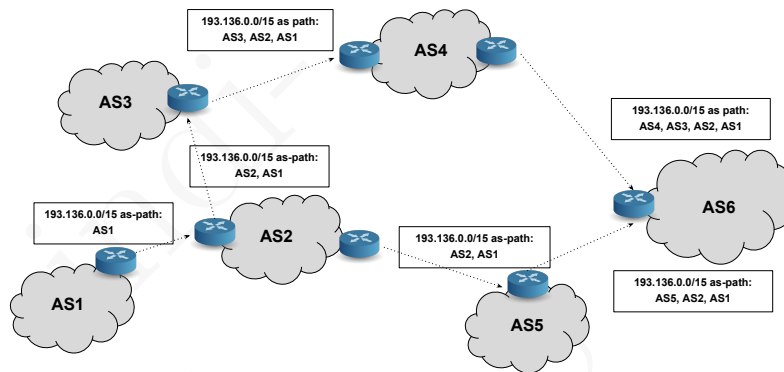 193.136.0.0/15 as path:
AS3, AS2, AS1
AS4
AS3
193.136.0.0/15 as path:
AS4, AS3, AS2, AS1
193.136.0.0/15 as-path:
AS2, AS1
193.136.0.0/15 as-path:
AS1
AS6
AS2
193.136.0.0/15 as-path:
AS2, AS1
193.136.0.0/15 as-path:
AS5, AS2, AS1
AS1
AS5